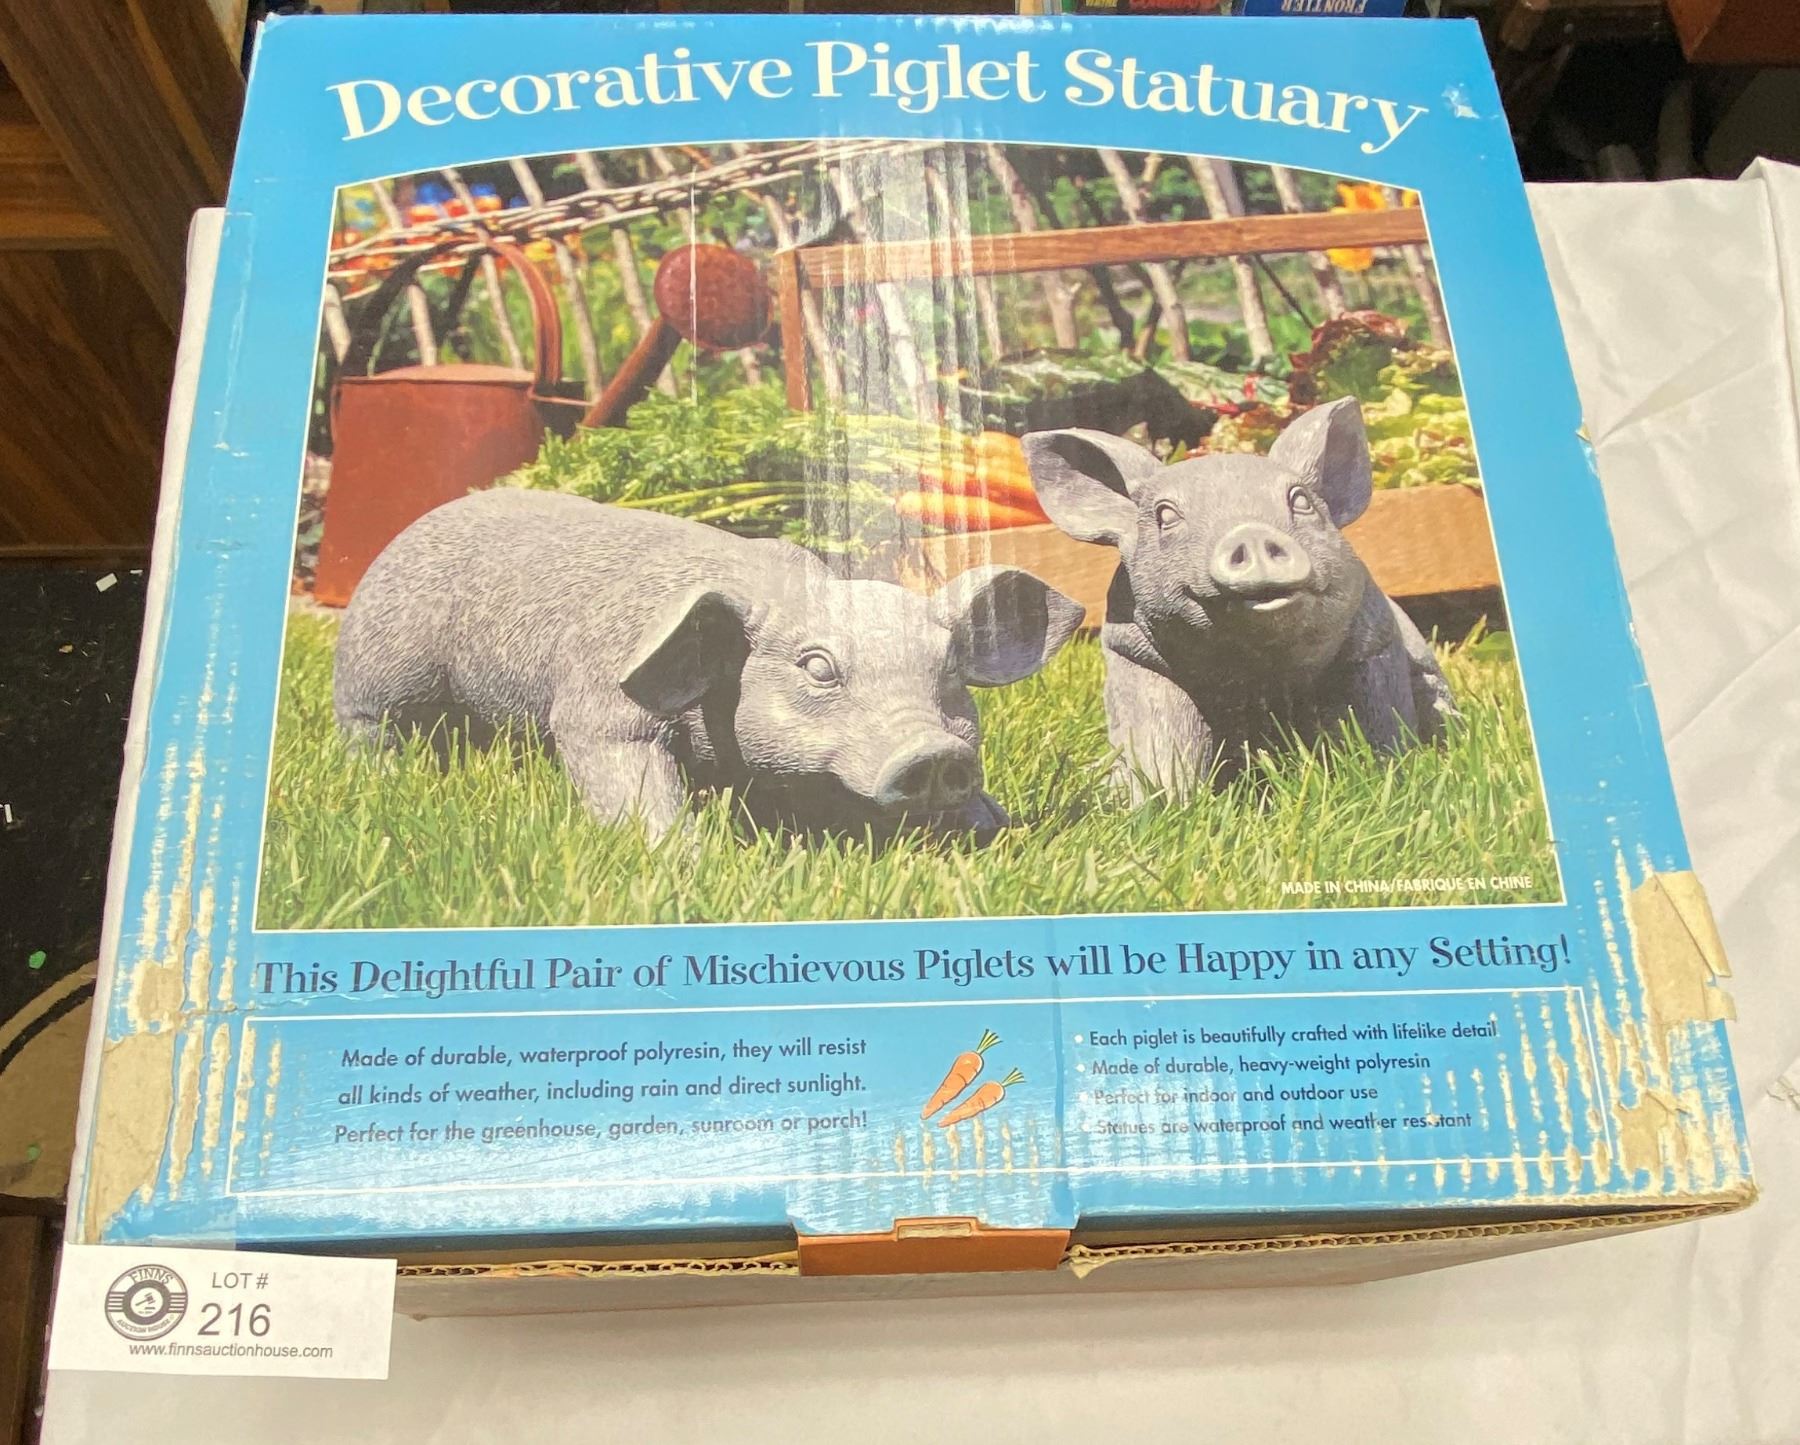 FRONTIER
Decorative Piglet Statuary
MADE IN CHINA/FABRIQUE EN CHINE
This Delightful Pair of Mischievous Piglets will be Happy in any Setting!
Made of durable, waterproof polyresin, they will resist
all kinds of weather, including rain and direct sunlight.
Perfect for the greenhouse, garden, sunroom or porch!
• Each piglet is beautifully crafted with lifelike detail
• Made of durable, heavy-weight polyresin
• Perfect for indoor and outdoor use
• Statues are waterproof and weather resistant
FINNS
AUCTION HOUSE
LOT #
216
www.finnsauctionhouse.com